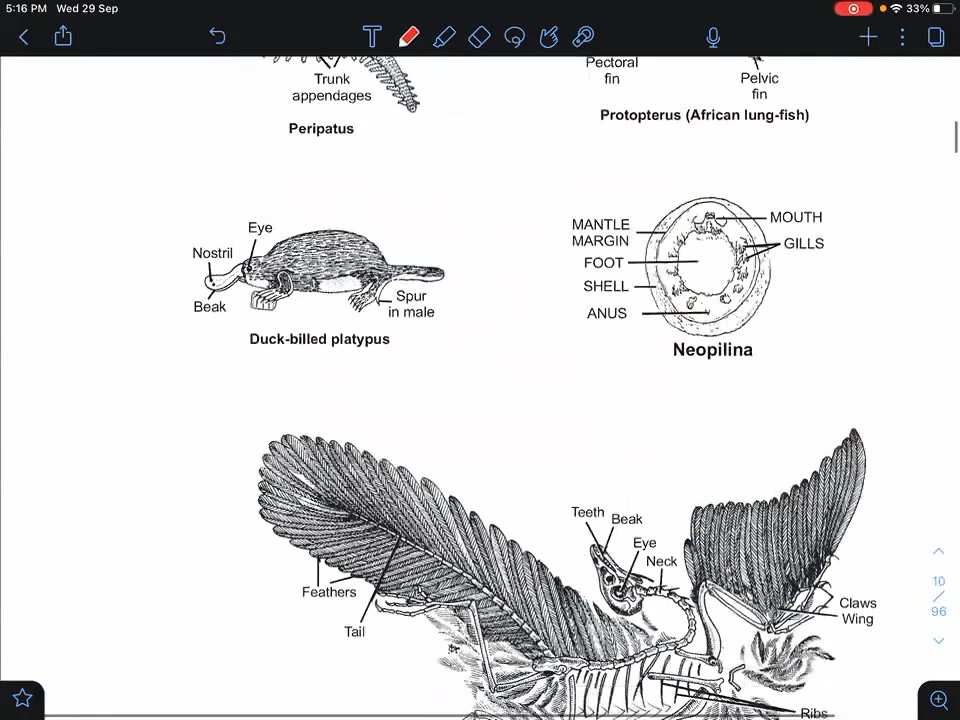 5:16 PM Wed 29 Sep
33%
Trunk
appendages
Peripatus
Pectoral
fin
Pelvic
fin
Protopterus (African lung-fish)
Eye
Nostril
Beak
Spur
in male
Duck-billed platypus
MANTLE
MARGIN
FOOT
SHELL
ANUS
MOUTH
GILLS
Neopilina
Teeth
Beak
Eye
Neck
Feathers
Tail
Claws
Wing
Ribs
10
/
96